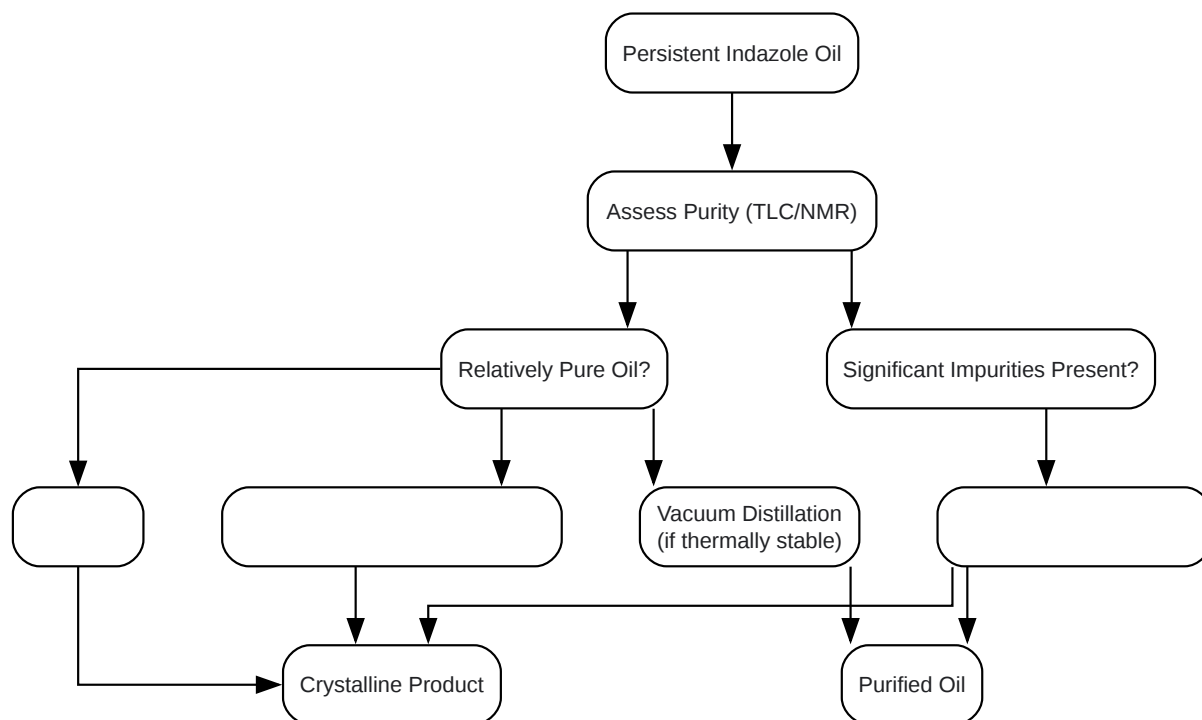 Persistent Indazole Oil
Assess Purity (TLC/NMR)
Relatively Pure Oil?
Significant Impurities Present?
Vacuum Distillation
(if thermally stable)
Crystalline Product
Purified Oil